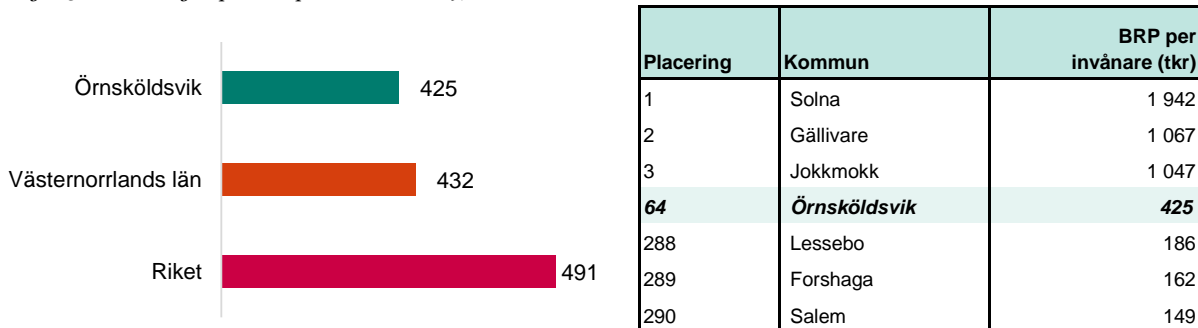 Örnsköldsvik 425
Västernorrlands län 432
Riket 491
Placering Kommun BRP per invånare (tkr)
1 Solna 1 942
2 Gällivare 1 067
3 Jokkmokk 1 047
64 Örnsköldsvik 425
288 Lessebo 186
289 Forshaga 162
290 Salem 149